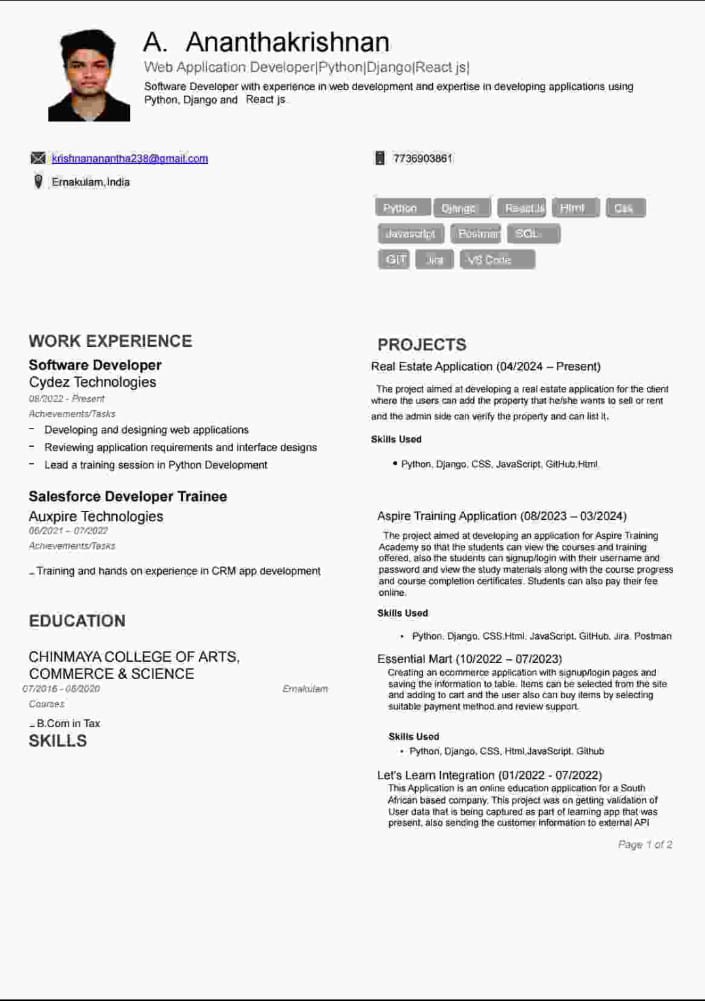 A. Ananthakrishnan
Web Application Developer|Python|Django|React js|
Software Developer with experience in web development and expertise in developing applications using
Python, Django and React js
krishnananantha238@gmail.com
7736903861
Ernakulam,India
Python Django React.js Html Css
Javascript Postman SQL
GIT Jira VS Code
WORK EXPERIENCE
Software Developer
Cydez Technologies
08/2022 - Present
Achievements/Tasks
- Developing and designing web applications
- Reviewing application requirements and interface designs
- Lead a training session in Python Development
Salesforce Developer Trainee
Auxpire Technologies
06/2021 – 07/2022
Achievements/Tasks
- Training and hands on experience in CRM app development
EDUCATION
CHINMAYA COLLEGE OF ARTS,
COMMERCE & SCIENCE
07/2016 - 06/2020 Ernakulam
Courses
- B.Com in Tax
SKILLS
PROJECTS
Real Estate Application (04/2024 – Present)
The project aimed at developing a real estate application for the client
where the users can add the property that he/she wants to sell or rent
and the admin side can verify the property and can list it.
Skills Used
• Python, Django, CSS, JavaScript, GitHub,Html
Aspire Training Application (08/2023 – 03/2024)
The project aimed at developing an application for Aspire Training
Academy so that the students can view the courses and training
offered, also the students can signup/login with their username and
password and view the study materials along with the course progress
and course completion certificates. Students can also pay their fee
online.
Skills Used
• Python, Django, CSS,Html, JavaScript, GitHub, Jira, Postman
Essential Mart (10/2022 – 07/2023)
Creating an ecommerce application with signup/login pages and
saving the information to table. Items can be selected from the site
and adding to cart and the user also can buy items by selecting
suitable payment method.and review support.
Skills Used
• Python, Django, CSS, Html,JavaScript, Github
Let's Learn Integration (01/2022 - 07/2022)
This Application is an online education application for a South
African based company. This project was on getting validation of
User data that is being captured as part of learning app that was
present, also sending the customer information to external API
Page 1 of 2